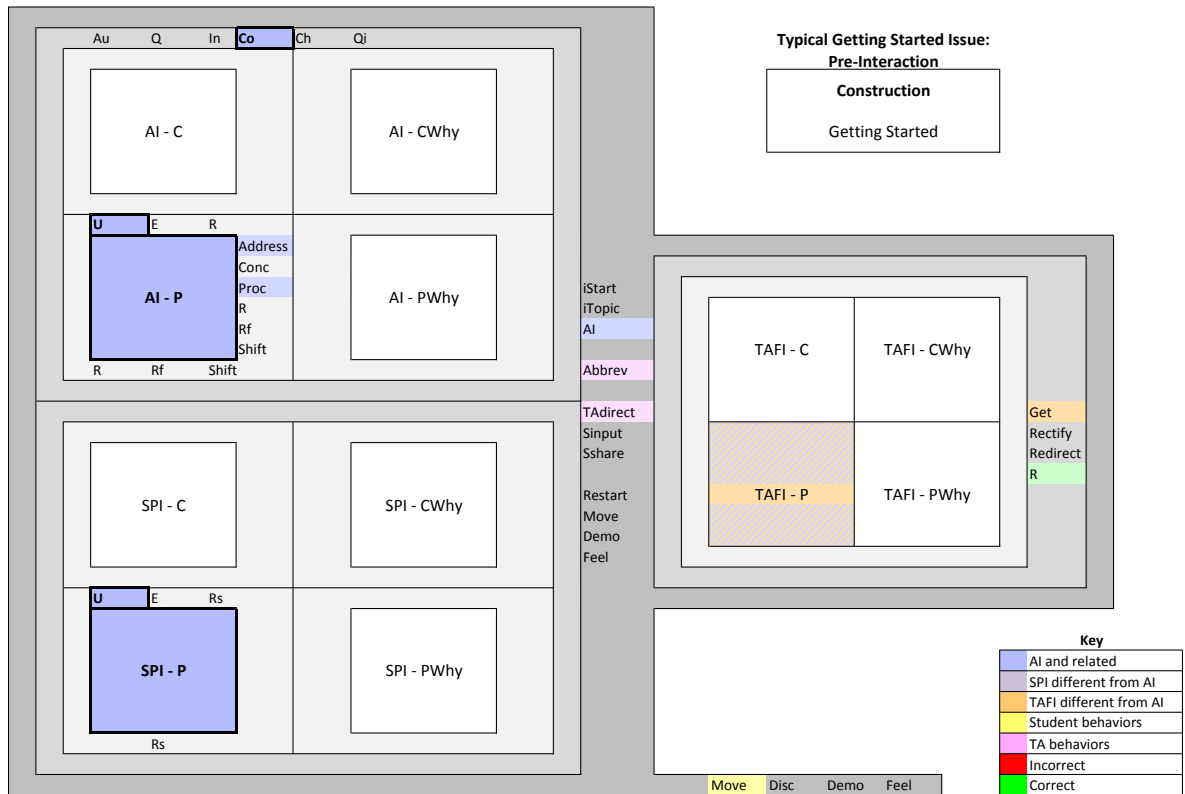 Typical Getting Started Issue:
Pre-Interaction
Construction
Getting Started
Au Q In Co Ch Qi
AI - C AI - CWhy
U E R
AI - P AI - PWhy
Address
Conc
Proc
R
Rf
Shift
R Rf Shift
SPI - C SPI - CWhy
U E Rs
SPI - P SPI - PWhy
Rs
iStart
iTopic
AI
Abbrev
TAdirect
Sinput
Sshare
Restart
Move
Demo
Feel
TAFI - C TAFI - CWhy
TAFI - P TAFI - PWhy
Get
Rectify
Redirect
R
Move Disc Demo Feel
Key
AI and related
SPI different from AI
TAFI different from AI
Student behaviors
TA behaviors
Incorrect
Correct